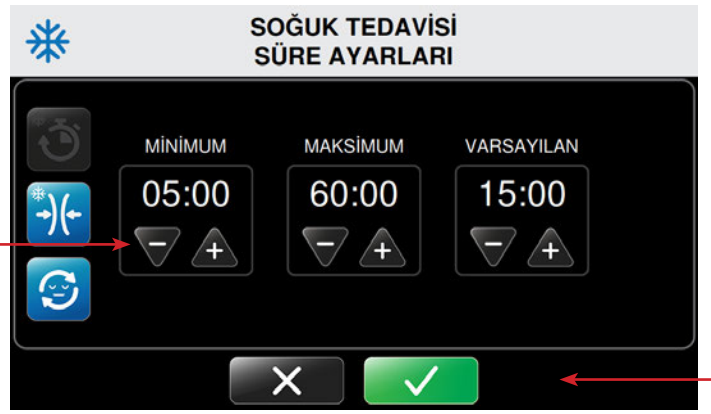 SOĞUK TEDAVİSİ
SÜRE AYARLARI
MİNİMUM MAKSİMUM VARSAYILAN
05:00 60:00 15:00